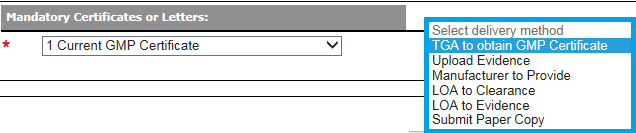 Mandatory Certificates or Letters:
* 1 Current GMP Certificate
Select delivery method
TGA to obtain GMP Certificate
Upload Evidence
Manufacturer to Provide
LOA to Clearance
LOA to Evidence
Submit Paper Copy